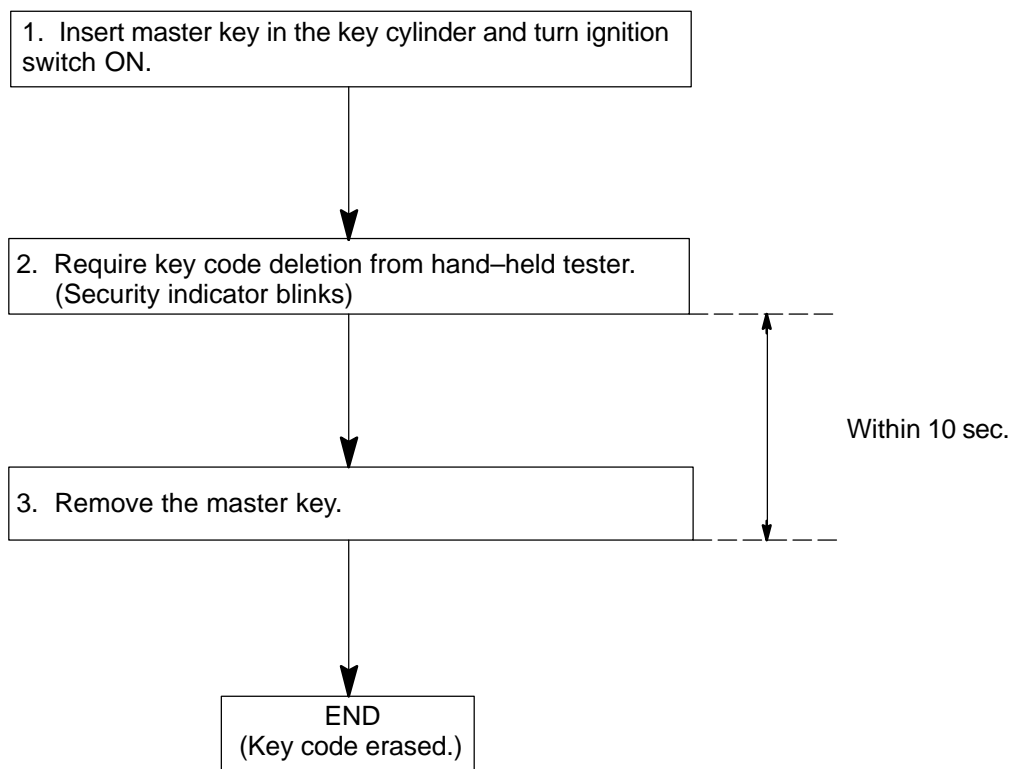 1. Insert master key in the key cylinder and turn ignition
switch ON.
2. Require key code deletion from hand–held tester.
(Security indicator blinks)
Within 10 sec.
3. Remove the master key.
END
(Key code erased.)